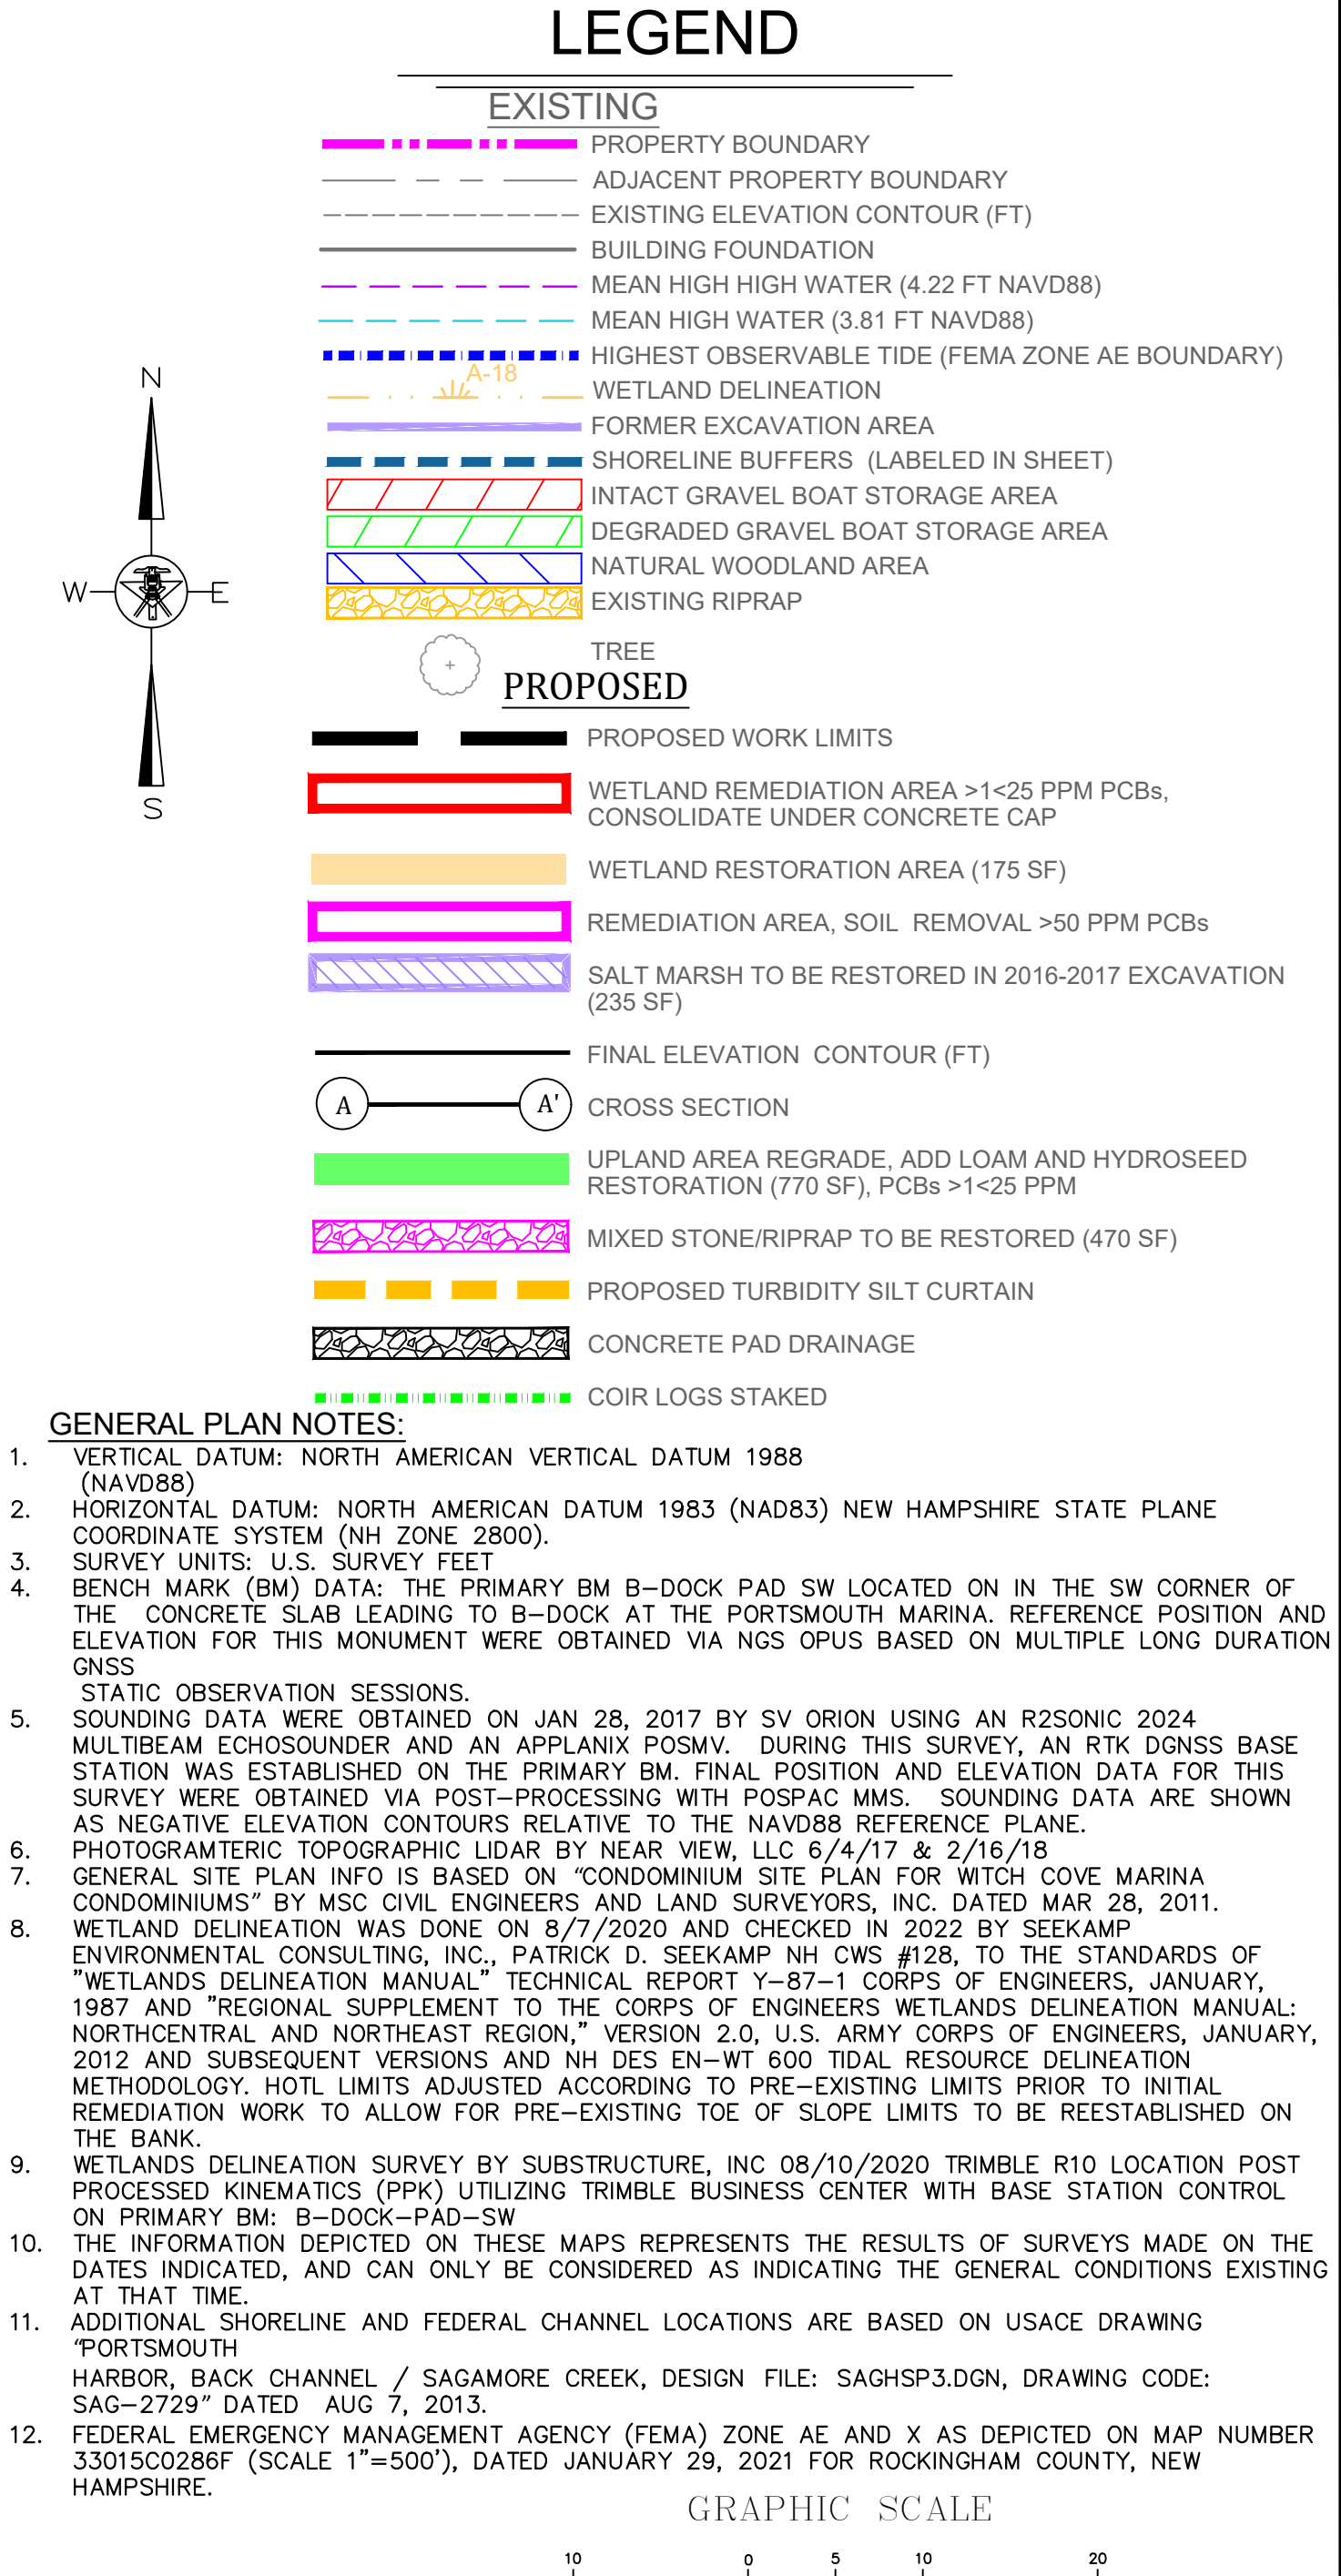 LEGEND
EXISTING
PROPERTY BOUNDARY
ADJACENT PROPERTY BOUNDARY
EXISTING ELEVATION CONTOUR (FT)
BUILDING FOUNDATION
MEAN HIGH HIGH WATER (4.22 FT NAVD88)
MEAN HIGH WATER (3.81 FT NAVD88)
HIGHEST OBSERVABLE TIDE (FEMA ZONE AE BOUNDARY)
A-18
WETLAND DELINEATION
FORMER EXCAVATION AREA
SHORELINE BUFFERS (LABELED IN SHEET)
INTACT GRAVEL BOAT STORAGE AREA
DEGRADED GRAVEL BOAT STORAGE AREA
NATURAL WOODLAND AREA
EXISTING RIPRAP
TREE
N
W E
S
PROPOSED
PROPOSED WORK LIMITS
WETLAND REMEDIATION AREA >1<25 PPM PCBs,
CONSOLIDATE UNDER CONCRETE CAP
WETLAND RESTORATION AREA (175 SF)
REMEDIATION AREA, SOIL REMOVAL >50 PPM PCBs
SALT MARSH TO BE RESTORED IN 2016-2017 EXCAVATION
(235 SF)
FINAL ELEVATION CONTOUR (FT)
A A' CROSS SECTION
UPLAND AREA REGRADE, ADD LOAM AND HYDROSEED
RESTORATION (770 SF), PCBs >1<25 PPM
MIXED STONE/RIPRAP TO BE RESTORED (470 SF)
PROPOSED TURBIDITY SILT CURTAIN
CONCRETE PAD DRAINAGE
COIR LOGS STAKED
GENERAL PLAN NOTES:
1. VERTICAL DATUM: NORTH AMERICAN VERTICAL DATUM 1988
(NAVD88)
2. HORIZONTAL DATUM: NORTH AMERICAN DATUM 1983 (NAD83) NEW HAMPSHIRE STATE PLANE
COORDINATE SYSTEM (NH ZONE 2800).
3. SURVEY UNITS: U.S. SURVEY FEET
4. BENCH MARK (BM) DATA: THE PRIMARY BM B-DOCK PAD SW LOCATED ON IN THE SW CORNER OF
THE CONCRETE SLAB LEADING TO B-DOCK AT THE PORTSMOUTH MARINA. REFERENCE POSITION AND
ELEVATION FOR THIS MONUMENT WERE OBTAINED VIA NGS OPUS BASED ON MULTIPLE LONG DURATION
GNSS
STATIC OBSERVATION SESSIONS.
5. SOUNDING DATA WERE OBTAINED ON JAN 28, 2017 BY SV ORION USING AN R2SONIC 2024
MULTIBEAM ECHOSOUNDER AND AN APPLANIX POSMV. DURING THIS SURVEY, AN RTK DGNSS BASE
STATION WAS ESTABLISHED ON THE PRIMARY BM. FINAL POSITION AND ELEVATION DATA FOR THIS
SURVEY WERE OBTAINED VIA POST-PROCESSING WITH POSPAC MMS. SOUNDING DATA ARE SHOWN
AS NEGATIVE ELEVATION CONTOURS RELATIVE TO THE NAVD88 REFERENCE PLANE.
6. PHOTOGRAMTERIC TOPOGRAPHIC LIDAR BY NEAR VIEW, LLC 6/4/17 & 2/16/18
7. GENERAL SITE PLAN INFO IS BASED ON "CONDOMINIUM SITE PLAN FOR WITCH COVE MARINA
CONDOMINIUMS" BY MSC CIVIL ENGINEERS AND LAND SURVEYORS, INC. DATED MAR 28, 2011.
8. WETLAND DELINEATION WAS DONE ON 8/7/2020 AND CHECKED IN 2022 BY SEEKAMP
ENVIRONMENTAL CONSULTING, INC., PATRICK D. SEEKAMP NH CWS #128, TO THE STANDARDS OF
"WETLANDS DELINEATION MANUAL" TECHNICAL REPORT Y-87-1 CORPS OF ENGINEERS, JANUARY,
1987 AND "REGIONAL SUPPLEMENT TO THE CORPS OF ENGINEERS WETLANDS DELINEATION MANUAL:
NORTHCENTRAL AND NORTHEAST REGION," VERSION 2.0, U.S. ARMY CORPS OF ENGINEERS, JANUARY,
2012 AND SUBSEQUENT VERSIONS AND NH DES EN-WT 600 TIDAL RESOURCE DELINEATION
METHODOLOGY. HOTL LIMITS ADJUSTED ACCORDING TO PRE-EXISTING LIMITS PRIOR TO INITIAL
REMEDIATION WORK TO ALLOW FOR PRE-EXISTING TOE OF SLOPE LIMITS TO BE REESTABLISHED ON
THE BANK.
9. WETLANDS DELINEATION SURVEY BY SUBSTRUCTURE, INC 08/10/2020 TRIMBLE R10 LOCATION POST
PROCESSED KINEMATICS (PPK) UTILIZING TRIMBLE BUSINESS CENTER WITH BASE STATION CONTROL
ON PRIMARY BM: B-DOCK-PAD-SW
10. THE INFORMATION DEPICTED ON THESE MAPS REPRESENTS THE RESULTS OF SURVEYS MADE ON THE
DATES INDICATED, AND CAN ONLY BE CONSIDERED AS INDICATING THE GENERAL CONDITIONS EXISTING
AT THAT TIME.
11. ADDITIONAL SHORELINE AND FEDERAL CHANNEL LOCATIONS ARE BASED ON USACE DRAWING
"PORTSMOUTH
HARBOR, BACK CHANNEL / SAGAMORE CREEK, DESIGN FILE: SAGHSP3.DGN, DRAWING CODE:
SAG-2729" DATED AUG 7, 2013.
12. FEDERAL EMERGENCY MANAGEMENT AGENCY (FEMA) ZONE AE AND X AS DEPICTED ON MAP NUMBER
33015C0286F (SCALE 1"=500'), DATED JANUARY 29, 2021 FOR ROCKINGHAM COUNTY, NEW
HAMPSHIRE.
GRAPHIC SCALE
10 0 5 10 20